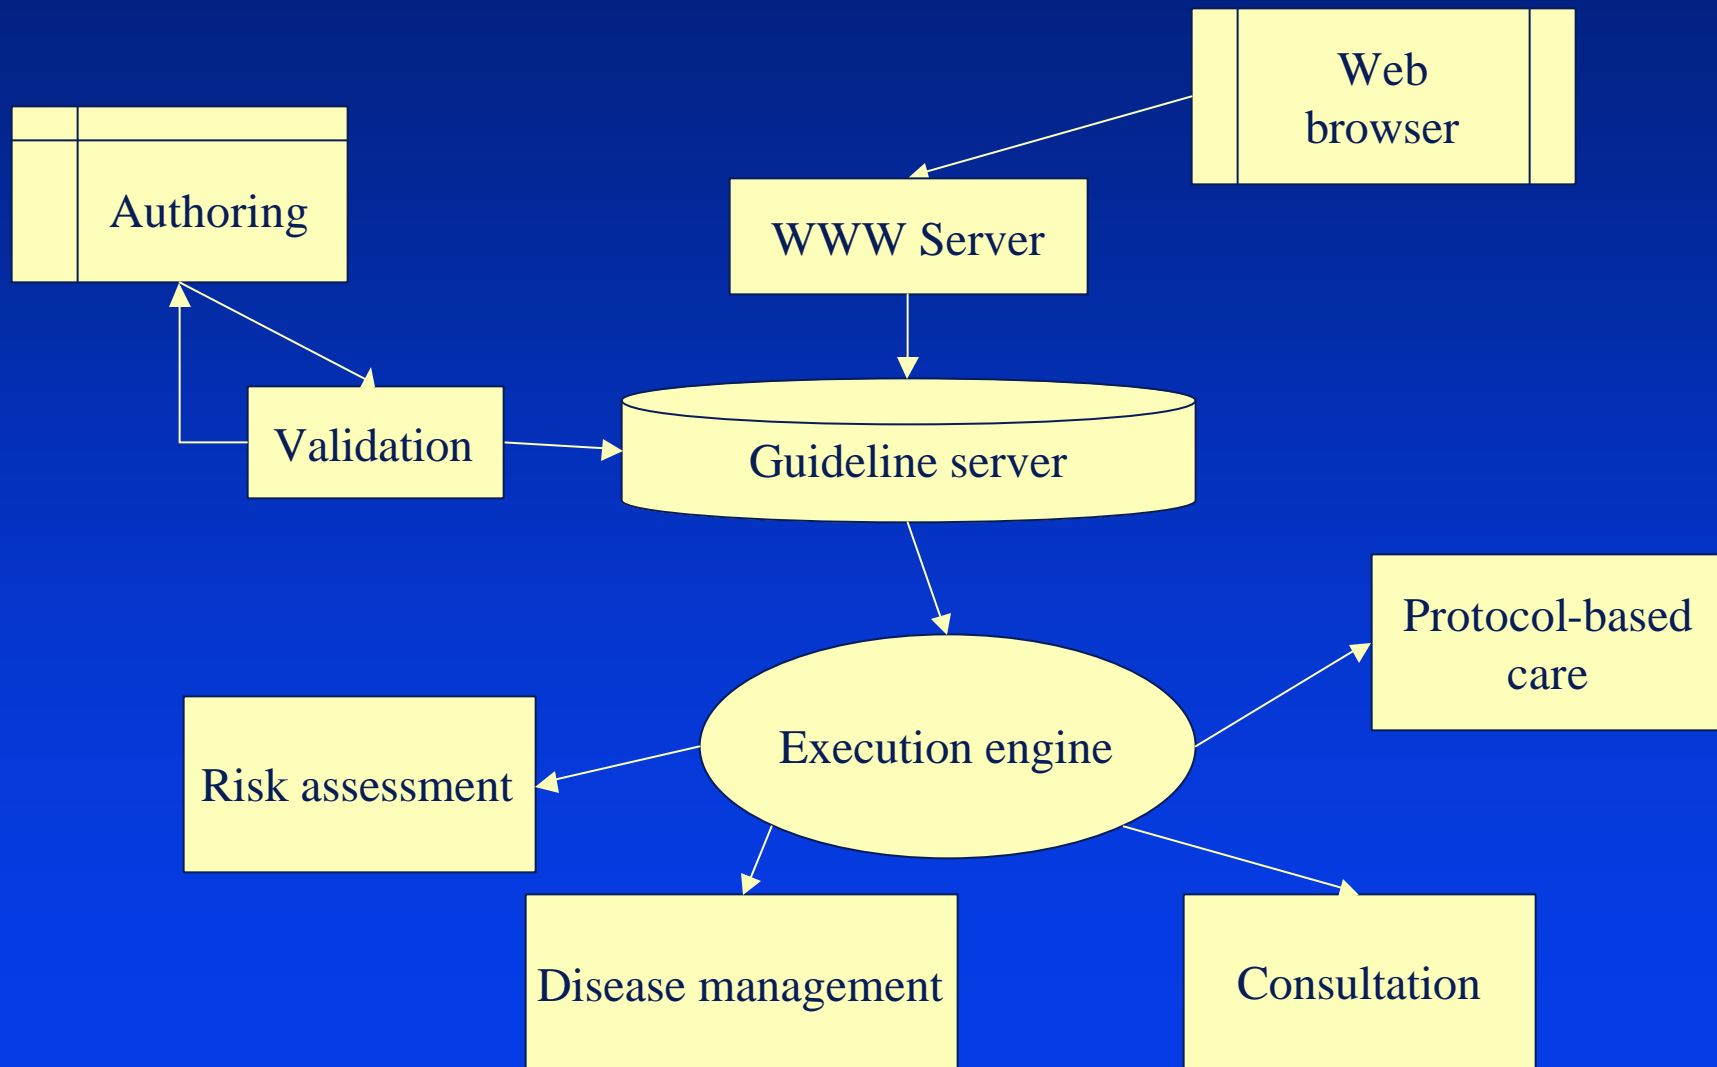 Web
browser
Authoring
WWW Server
Validation
Guideline server
Protocol-based
care
Execution engine
Risk assessment
Disease management
Consultation